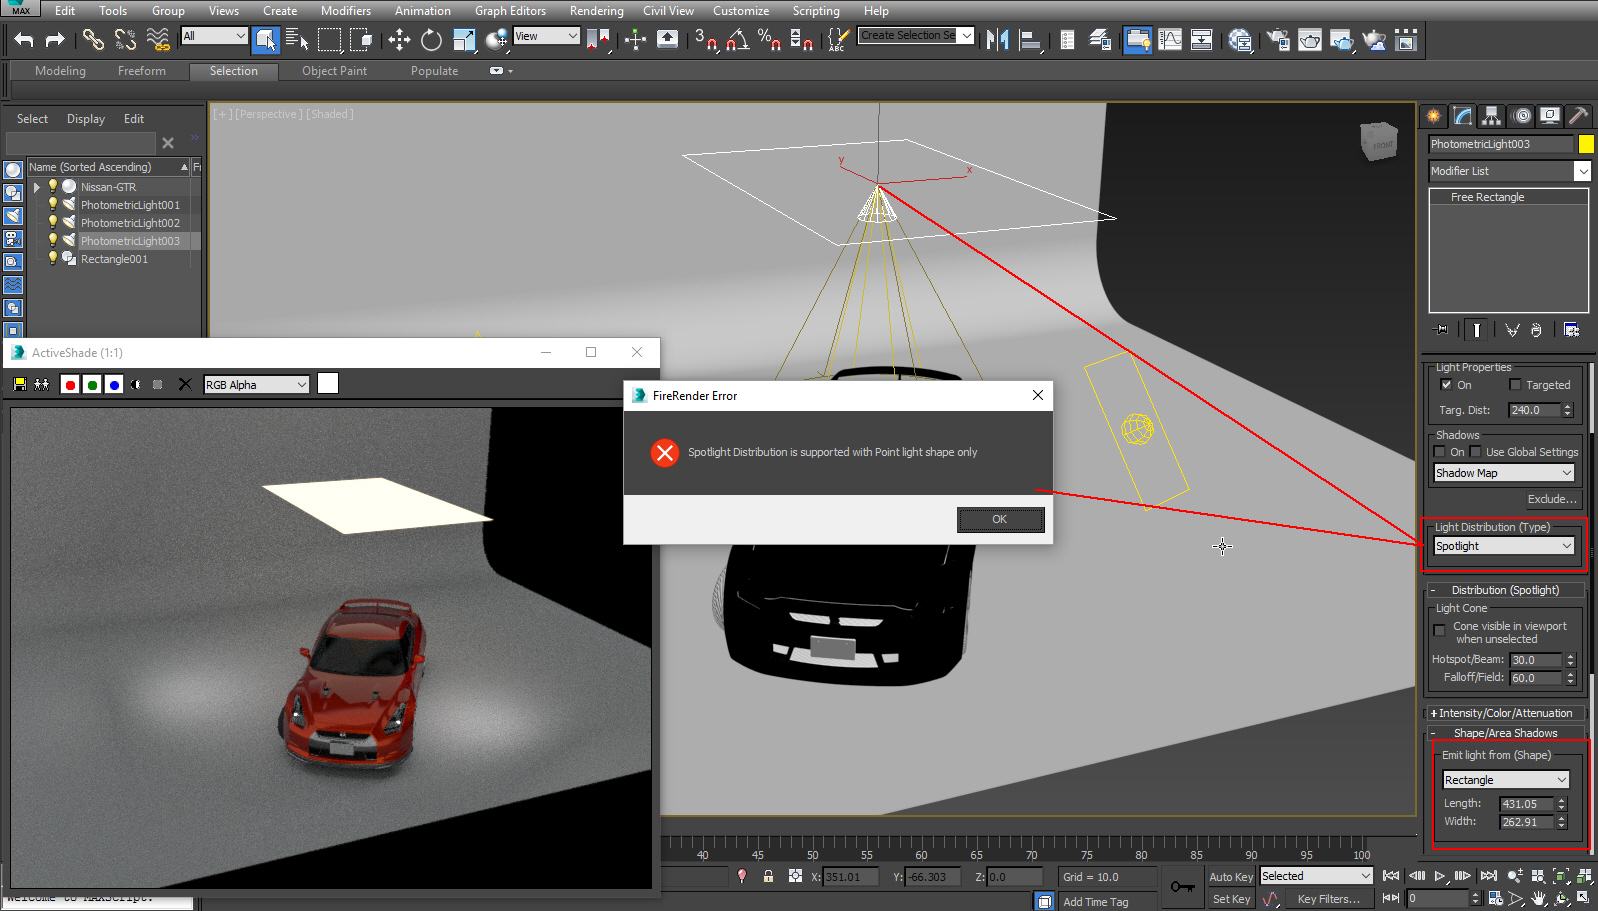 MAX
Edit Tools Group Views Create Modifiers Animation Graph Editors Rendering Civil View Customize Scripting Help
All
View
3
%
ABC
Create Selection Se
Modeling Freeform Selection Object Paint Populate
Select Display Edit
Name (Sorted Ascending)
Nissan-GTR
PhotometricLight001
PhotometricLight002
PhotometricLight003
Rectangle001
[+] [Perspective] [Shaded]
y
x
FRONT
ActiveShade (1:1)
RGB Alpha
FireRender Error
Spotlight Distribution is supported with Point light shape only
OK
PhotometricLight003
Modifier List
Free Rectangle
Light Properties
On Targeted
Targ. Dist: 240.0
Shadows
On Use Global Settings
Shadow Map
Exclude...
Light Distribution (Type)
Spotlight
- Distribution (Spotlight)
Light Cone
Cone visible in viewport
when unselected
Hotspot/Beam: 30.0
Falloff/Field: 60.0
+ Intensity/Color/Attenuation
- Shape/Area Shadows
Emit light from (Shape)
Rectangle
Length: 431.05
Width: 262.91
40 45 50 55 60 65 70 75 80 85 90 95 100
X: 351.01 Y: -66.303 Z: 0.0 Grid = 10.0
Auto Key Selected
Add Time Tag
Set Key Key Filters... 0
Welcome to MAXScript.